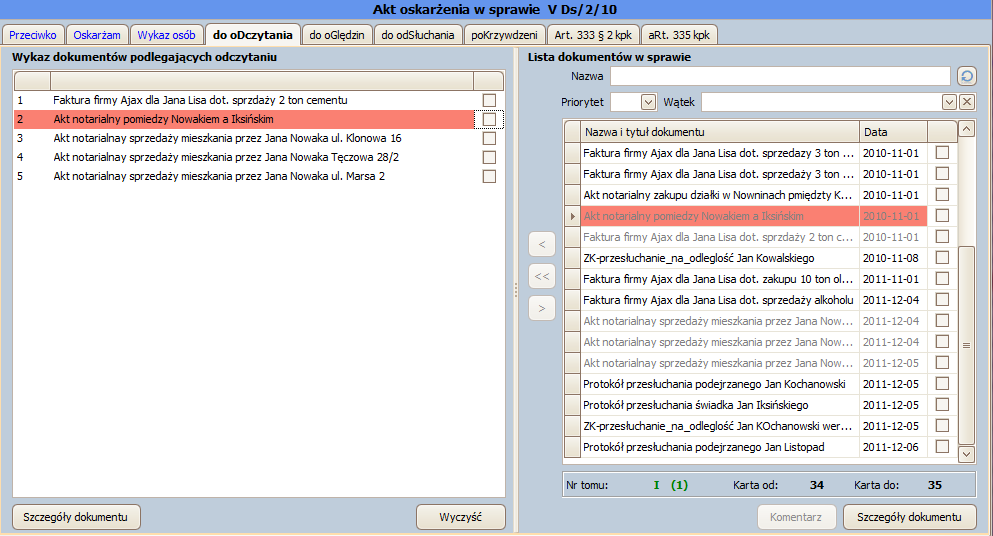 Akt oskarżenia w sprawie V Ds/2/10
Przeciwko Oskarżam Wykaz osób do oDczytania do oGlędzin do odSłuchania poKrzywdzeni Art. 333 § 2 kpk aRt. 335 kpk
Wykaz dokumentów podlegających odczytaniu
1 Faktura firmy Ajax dla Jana Lisa dot. sprzdaży 2 ton cementu
2 Akt notarialny pomiedzy Nowakiem a Iksińskim
3 Akt notarialnay sprzedaży mieszkania przez Jana Nowaka ul. Klonowa 16
4 Akt notarialnay sprzedaży mieszkania przez Jana Nowaka Tęczowa 28/2
5 Akt notarialnay sprzedaży mieszkania przez Jana Nowaka ul. Marsa 2
Szczegóły dokumentu Wyczyść
Lista dokumentów w sprawie
Nazwa
Priorytet Wątek
Nazwa i tytuł dokumentu Data
Faktura firmy Ajax dla Jana Lisa dot. sprzedazy 3 ton ... 2010-11-01
Faktura firmy Ajax dla Jana Lisa dot. sprzedaży 3 ton ... 2010-11-01
Akt notarialny zakupu działki w Nowninach pmiędzty K... 2010-11-01
Akt notarialny pomiedzy Nowakiem a Iksińskim 2010-11-01
Faktura firmy Ajax dla Jana Lisa dot. sprzdaży 2 ton c... 2010-11-01
ZK-przesłuchanie_na_odleglość Jan Kowalskiego 2010-11-08
Faktura firmy Ajax dla Jana Lisa dot. zakupu 10 ton ol... 2011-11-01
Faktura firmy Ajax dla Jana Lisa dot. sprzedaży alkoholu 2011-12-04
Akt notarialnay sprzedaży mieszkania przez Jana Now... 2011-12-04
Akt notarialnay sprzedaży mieszkania przez Jana Now... 2011-12-04
Akt notarialnay sprzedaży mieszkania przez Jana Now... 2011-12-05
Protokół przesłuchania podejrzanego Jan Kochanowski 2011-12-05
Protokół przesłuchania świadka Jan Iksińskiego 2011-12-05
ZK-przesłuchanie_na_odleglość Jan KOchanowski wer... 2011-12-05
Protokół przesłuchania podejrzanego Jan Listopad 2011-12-06
< 
<<
>
Nr tomu: I (1) Karta od: 34 Karta do: 35
Komentarz Szczegóły dokumentu